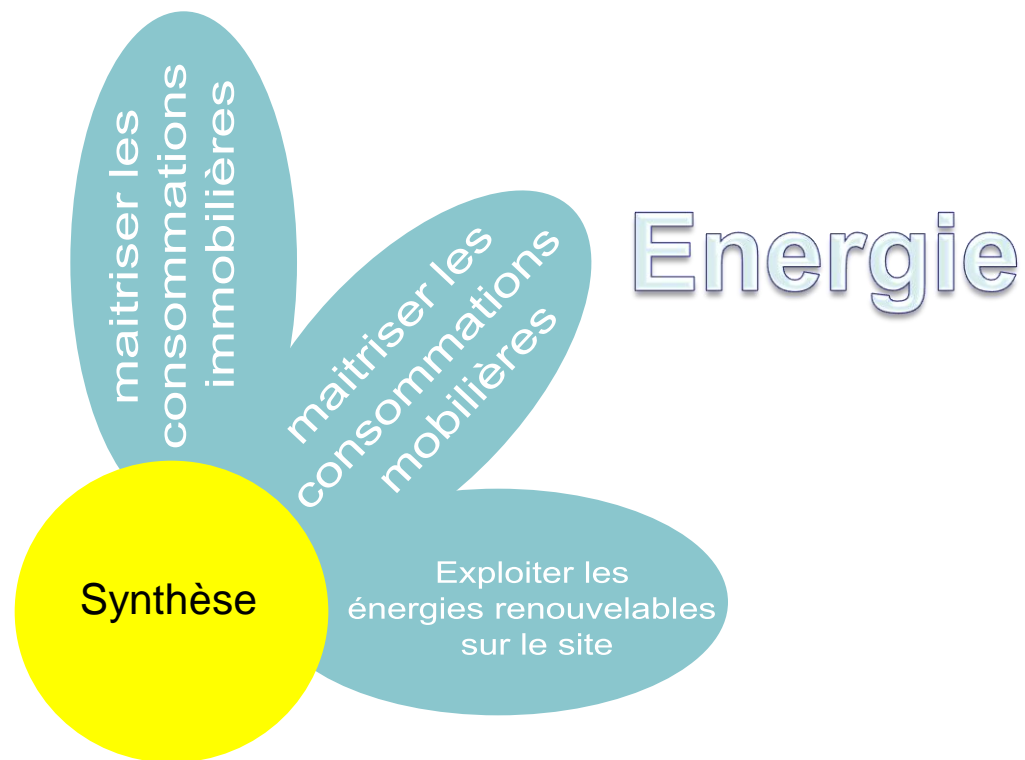 maitriser les
consommations
immobilières
maitriser les
consommations
mobilières
Energie
Exploiter les
énergies renouvelables
sur le site
Synthèse